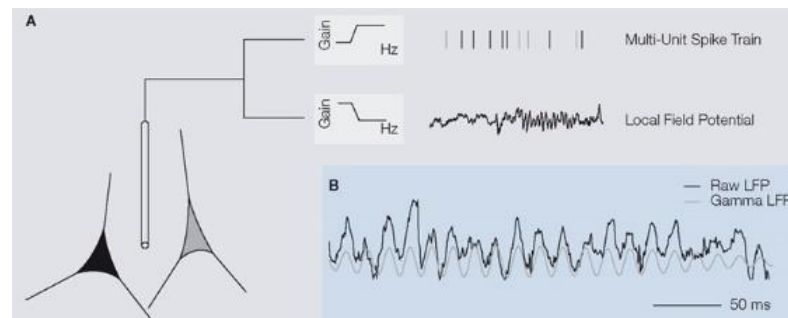 A
Gain
Hz
Multi-Unit Spike Train
Gain
Hz
Local Field Potential
B
Raw LFP
Gamma LFP
50 ms